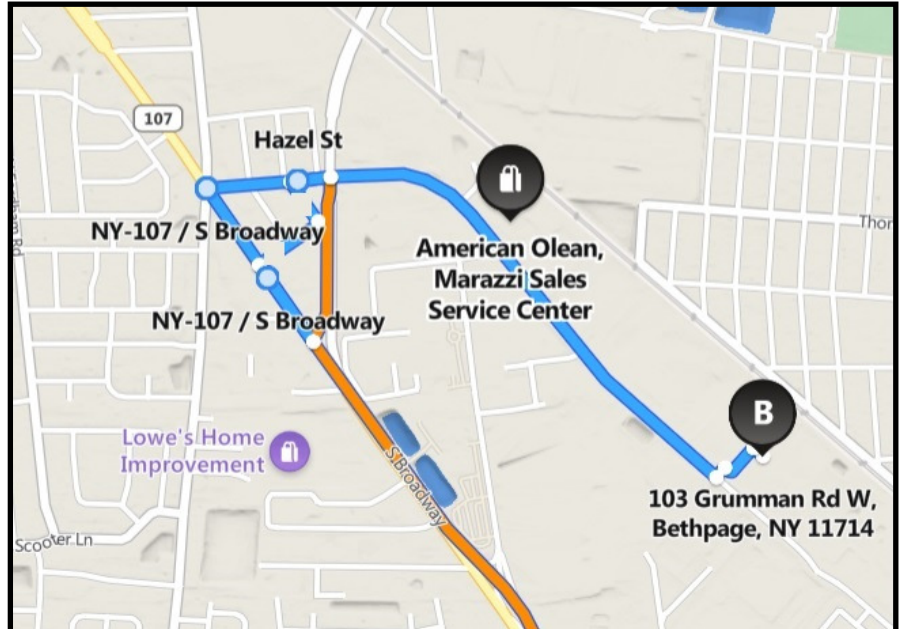 107
Hazel St
NY-107 / S Broadway
American Olean,
Marazzi Sales
Service Center
Thor
NY-107 / S Broadway
Lowe's Home
Improvement
S Broadway
B
103 Grumman Rd W,
Bethpage, NY 11714
Scooter Ln